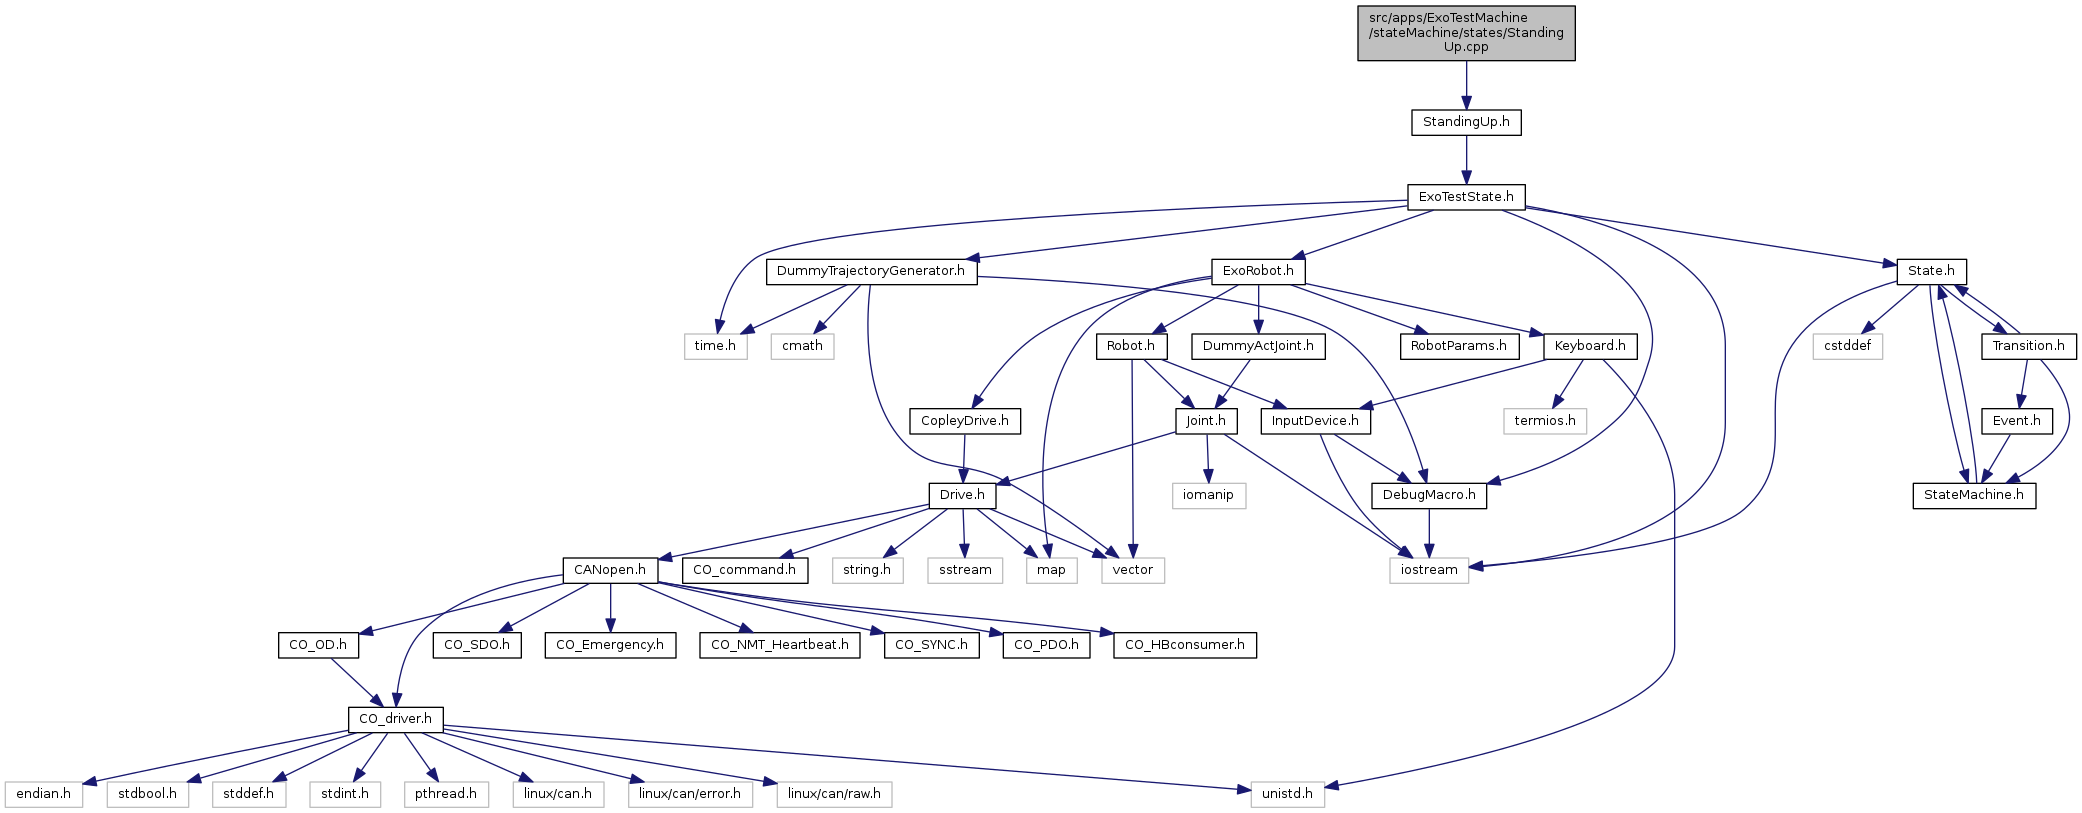 src/apps/ExoTestMachine
/stateMachine/states/Standing
Up.cpp
StandingUp.h
ExoTestState.h
DummyTrajectoryGenerator.h
ExoRobot.h
State.h
time.h
cmath
Robot.h
DummyActJoint.h
RobotParams.h
Keyboard.h
cstddef
Transition.h
CopleyDrive.h
Joint.h
InputDevice.h
termios.h
Event.h
Drive.h
iomanip
DebugMacro.h
StateMachine.h
CANopen.h
CO_command.h
string.h
sstream
map
vector
iostream
CO_OD.h
CO_SDO.h
CO_Emergency.h
CO_NMT_Heartbeat.h
CO_SYNC.h
CO_PDO.h
CO_HBconsumer.h
CO_driver.h
endian.h
stdbool.h
stddef.h
stdint.h
pthread.h
linux/can.h
linux/can/error.h
linux/can/raw.h
unistd.h